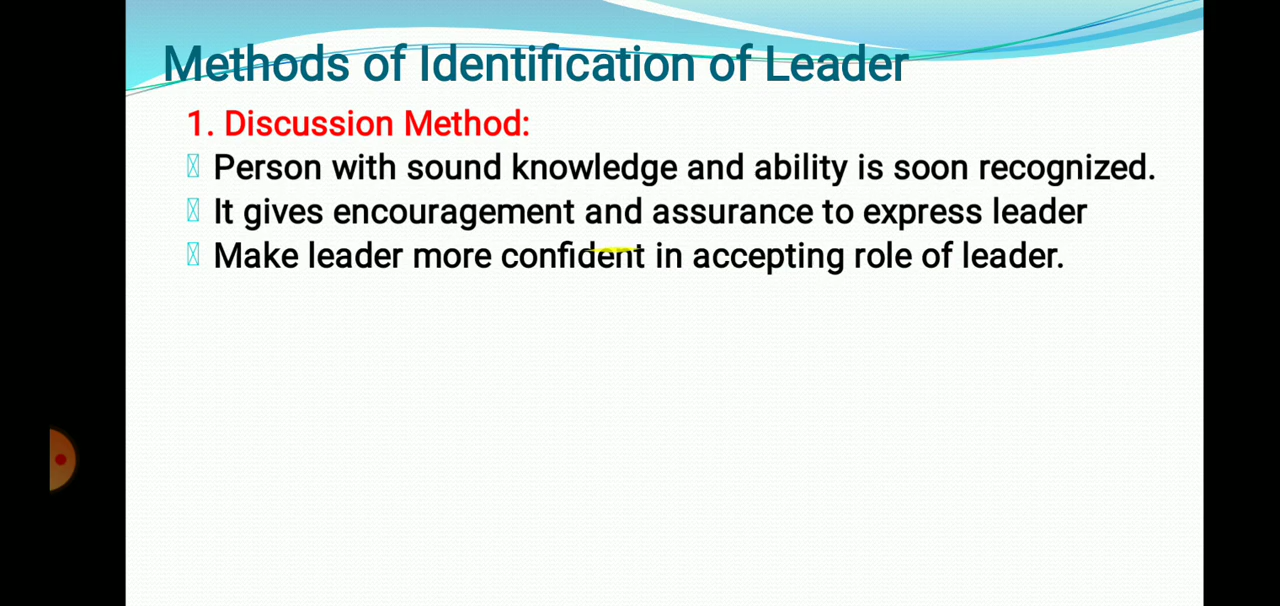 Methods of Identification of Leader
1. Discussion Method:
Person with sound knowledge and ability is soon recognized.
It gives encouragement and assurance to express leader
Make leader more confident in accepting role of leader.